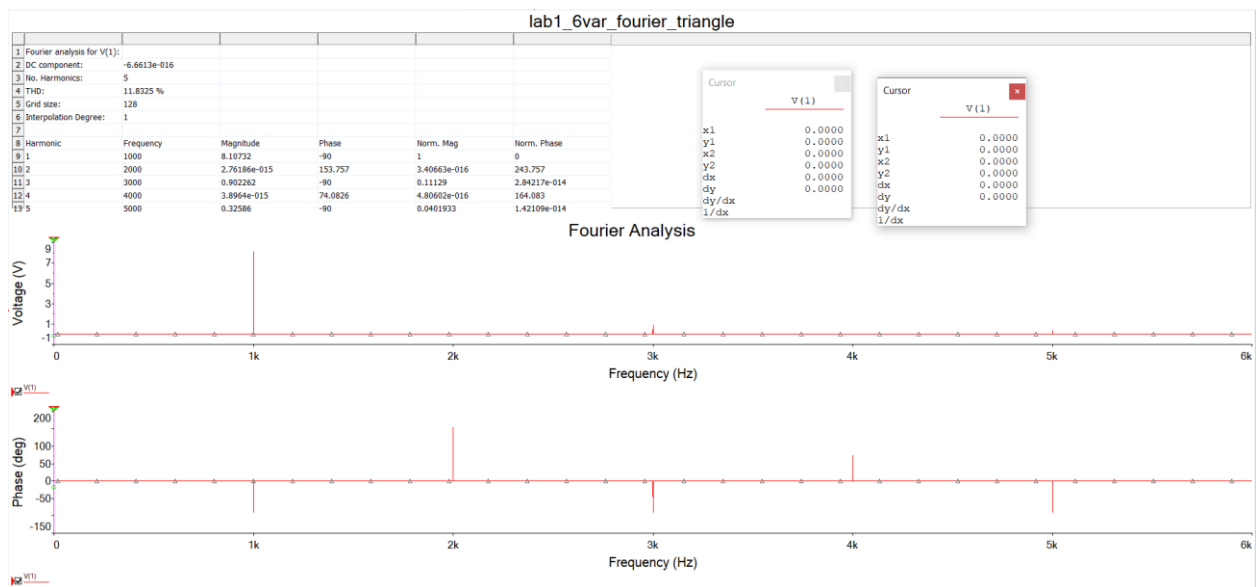 lab1_6var_fourier_triangle
1 Fourier analysis for V(1):
2 DC component: -6.6613e-016
3 No. Harmonics: 5
4 THD: 11.8325 %
5 Grid size: 128
6 Interpolation Degree: 1
7
8 Harmonic Frequency Magnitude Phase Norm. Mag Norm. Phase
9 1 1000 8.10732 -90 1 0
10 2 2000 2.76186e-015 153.757 3.40663e-016 243.757
11 3 3000 0.902262 -90 0.11129 2.84217e-014
12 4 4000 3.8964e-015 74.0826 4.80602e-016 164.083
13 5 5000 0.32586 -90 0.0401933 1.42109e-014
Cursor
V(1)
x1 0.0000
y1 0.0000
x2 0.0000
y2 0.0000
dx 0.0000
dy 0.0000
dy/dx
1/dx
Cursor
V(1)
x1 0.0000
y1 0.0000
x2 0.0000
y2 0.0000
dx 0.0000
dy 0.0000
dy/dx
1/dx
Fourier Analysis
Voltage (V)
9
7
5
3
1
-1
0 1k 2k 3k 4k 5k 6k
Frequency (Hz)
V(1)
Phase (deg)
200
100
50
0
-50
-150
0 1k 2k 3k 4k 5k 6k
Frequency (Hz)
V(1)